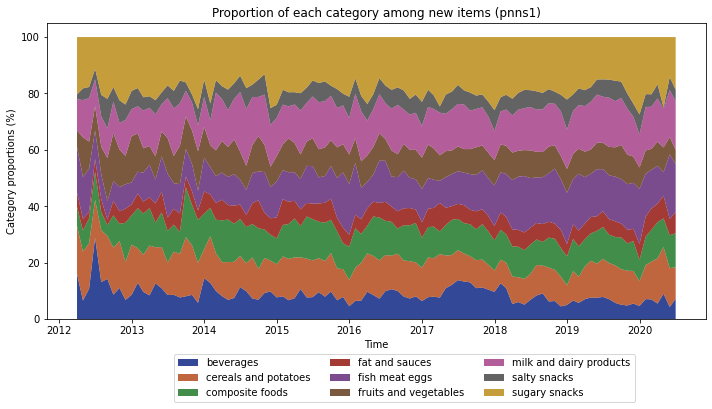 Proportion of each category among new items (pnns1)
100
80
60
40
20
0
Category proportions (%)
2012 2013 2014 2015 2016 2017 2018 2019 2020
Time
beverages fat and sauces milk and dairy products
cereals and potatoes fish meat eggs salty snacks
composite foods fruits and vegetables sugary snacks